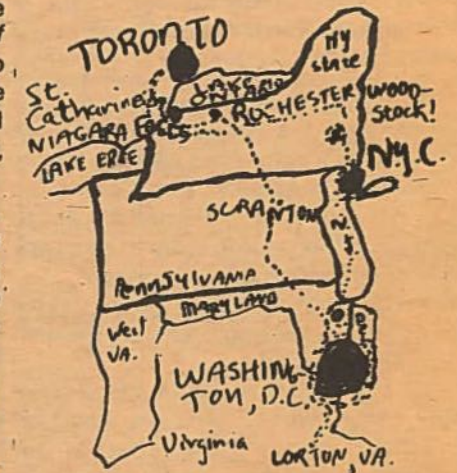 TORONTO
NY
State
St.
Catharines
LAKE
ONTARIO
ROCHESTER
WOOD-
Stock!
NIAGARA FALLS
LAKE ERIE
N.Y.C.
SCRANTON
N.J.
PENNSYLVANIA
MARYLAND
West
VA.
WASHING-
TON, D.C.
Virginia
LORTON, VA.